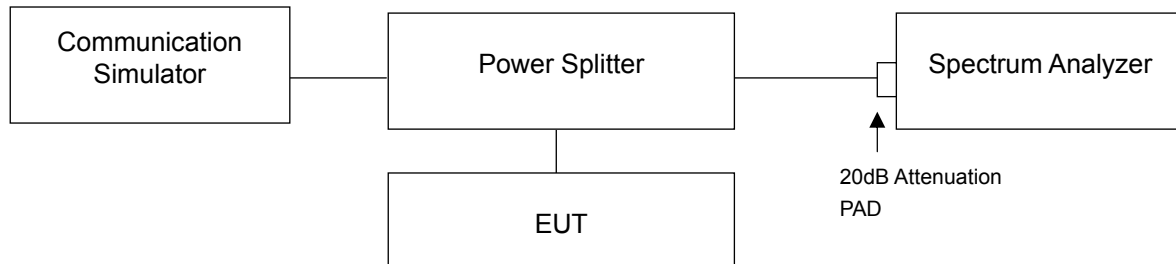 Communication
Simulator
Power Splitter
Spectrum Analyzer
20dB Attenuation
PAD
EUT